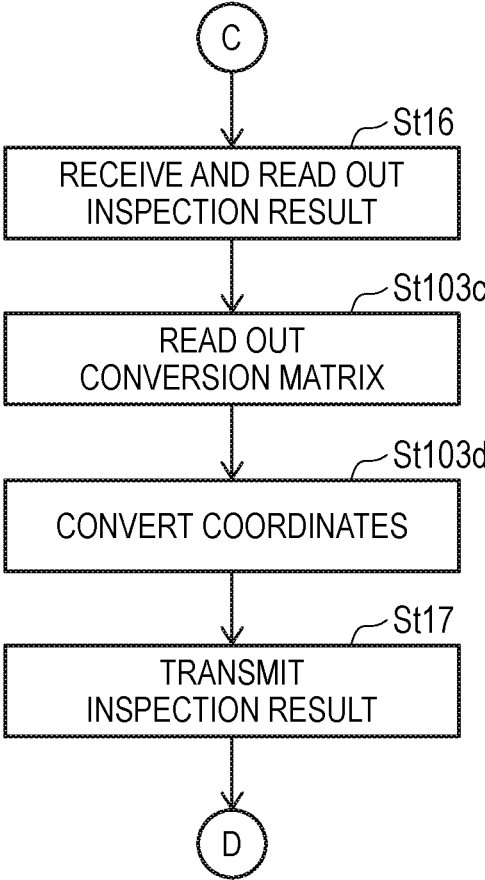 C
St16
RECEIVE AND READ OUT
INSPECTION RESULT
St103c
READ OUT
CONVERSION MATRIX
St103d
CONVERT COORDINATES
St17
TRANSMIT
INSPECTION RESULT
D